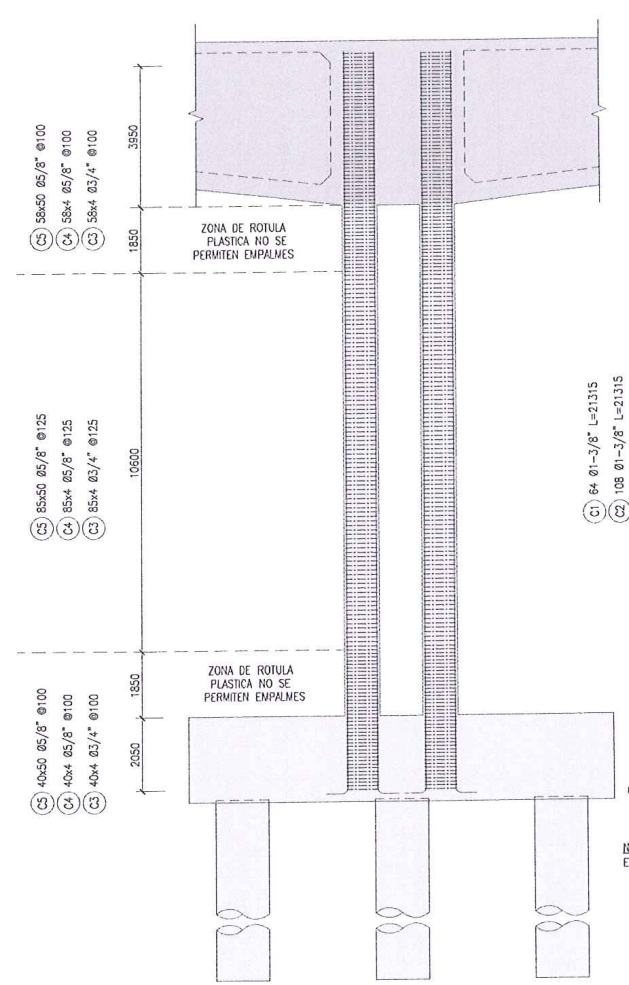 C5 58x50 Ø5/8" @100
C4 58x4 Ø5/8" @100
C3 58x4 Ø3/4" @100
3950
1850
ZONA DE ROTULA
PLASTICA NO SE
PERMITEN EMPALMES
C5 85x50 Ø5/8" @125
C4 85x4 Ø5/8" @125
C3 85x4 Ø3/4" @125
10600
C1 64 Ø1-3/8" L=21315
C2 108 Ø1-3/8" L=21315
ZONA DE ROTULA
PLASTICA NO SE
PERMITEN EMPALMES
1850
C5 40x50 Ø5/8" @100
C4 40x4 Ø5/8" @100
C3 40x4 Ø3/4" @100
2050
N
E